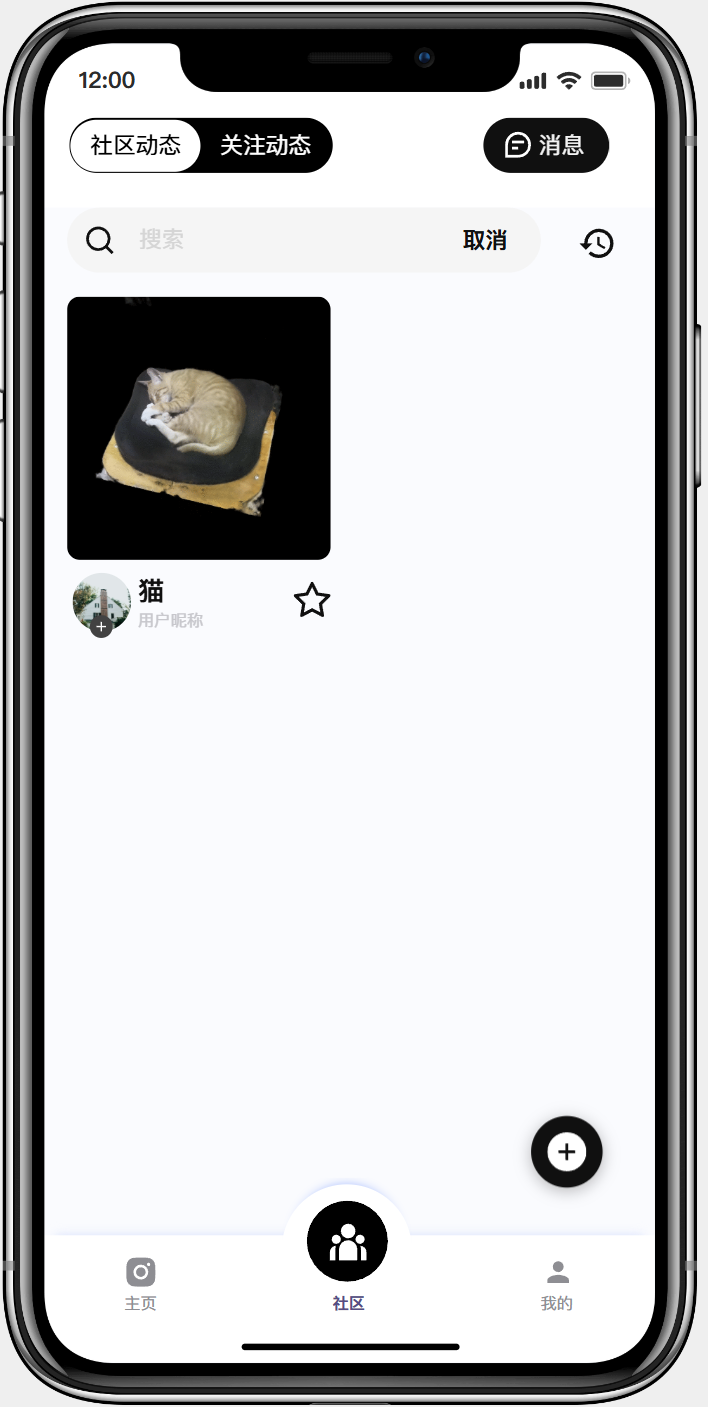 12:00
社区动态 关注动态 消息
搜索 取消
猫
用户昵称
主页 社区 我的